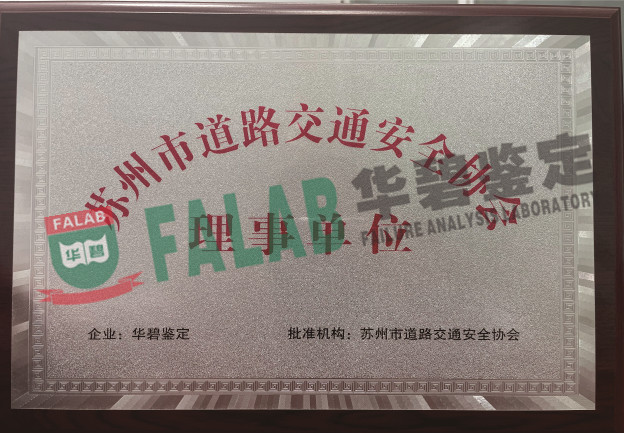 苏州市道路交通安全协会
理事单位
FALAB
华碧
FALAB 华碧鉴定
FAILURE ANALYSIS LABORATORY
企业：华碧鉴定
批准机构：苏州市道路交通安全协会